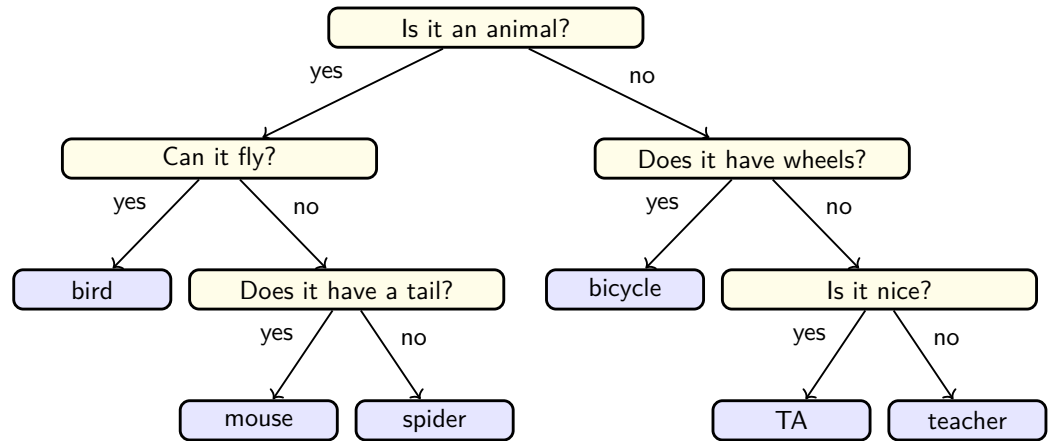 Is it an animal?
yes
no
Can it fly?
Does it have wheels?
yes
no
yes
no
bird
Does it have a tail?
bicycle
Is it nice?
yes
no
yes
no
mouse
spider
TA
teacher